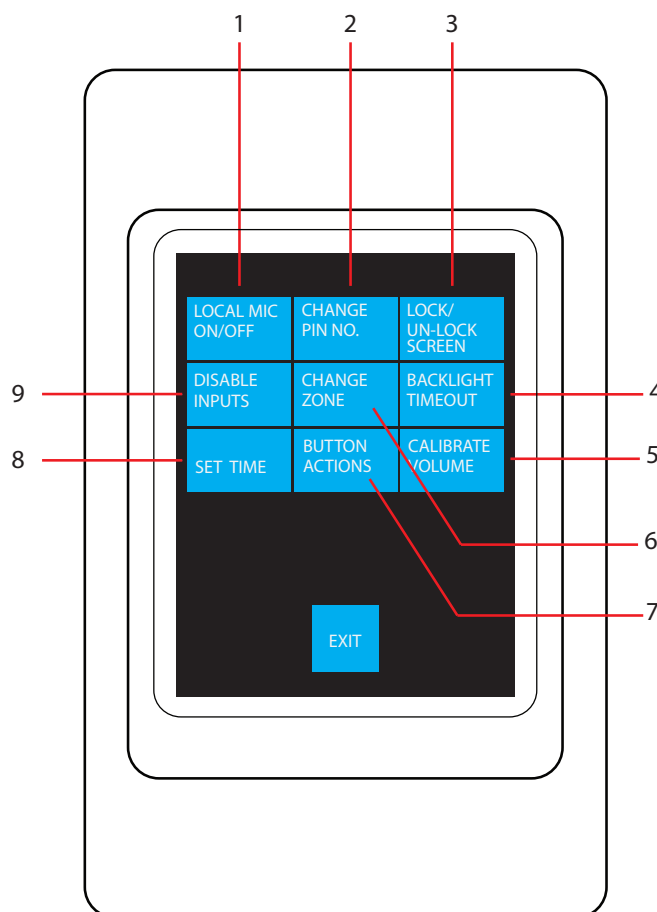 1
2
3
LOCAL MIC
ON/OFF
CHANGE
PIN NO.
LOCK/
UN-LOCK
SCREEN
9
DISABLE
INPUTS
CHANGE
ZONE
BACKLIGHT
TIMEOUT
4
8
SET TIME
BUTTON
ACTIONS
CALIBRATE
VOLUME
5
6
7
EXIT